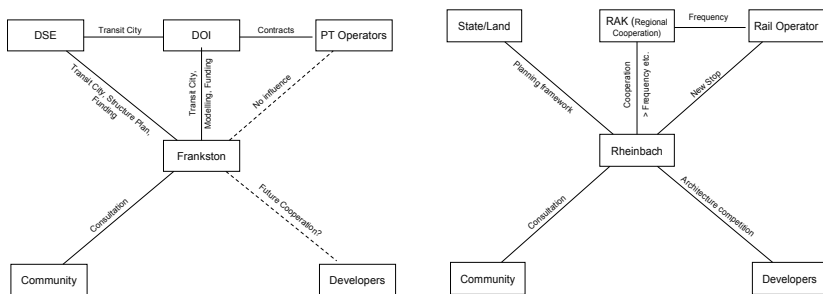 DSE
Transit City
DOI
Contracts
PT Operators
Transit City, Structure Plan,
Funding
Transit City,
Modelling, Funding
No influence
Frankston
Consultation
Future Cooperation?
Community
Developers
State/Land
RAK (Regional
Cooperation)
Frequency
Rail Operator
Planning framework
Cooperation
> Frequency etc.
New Stop
Rheinbach
Consultation
Architecture competition
Community
Developers